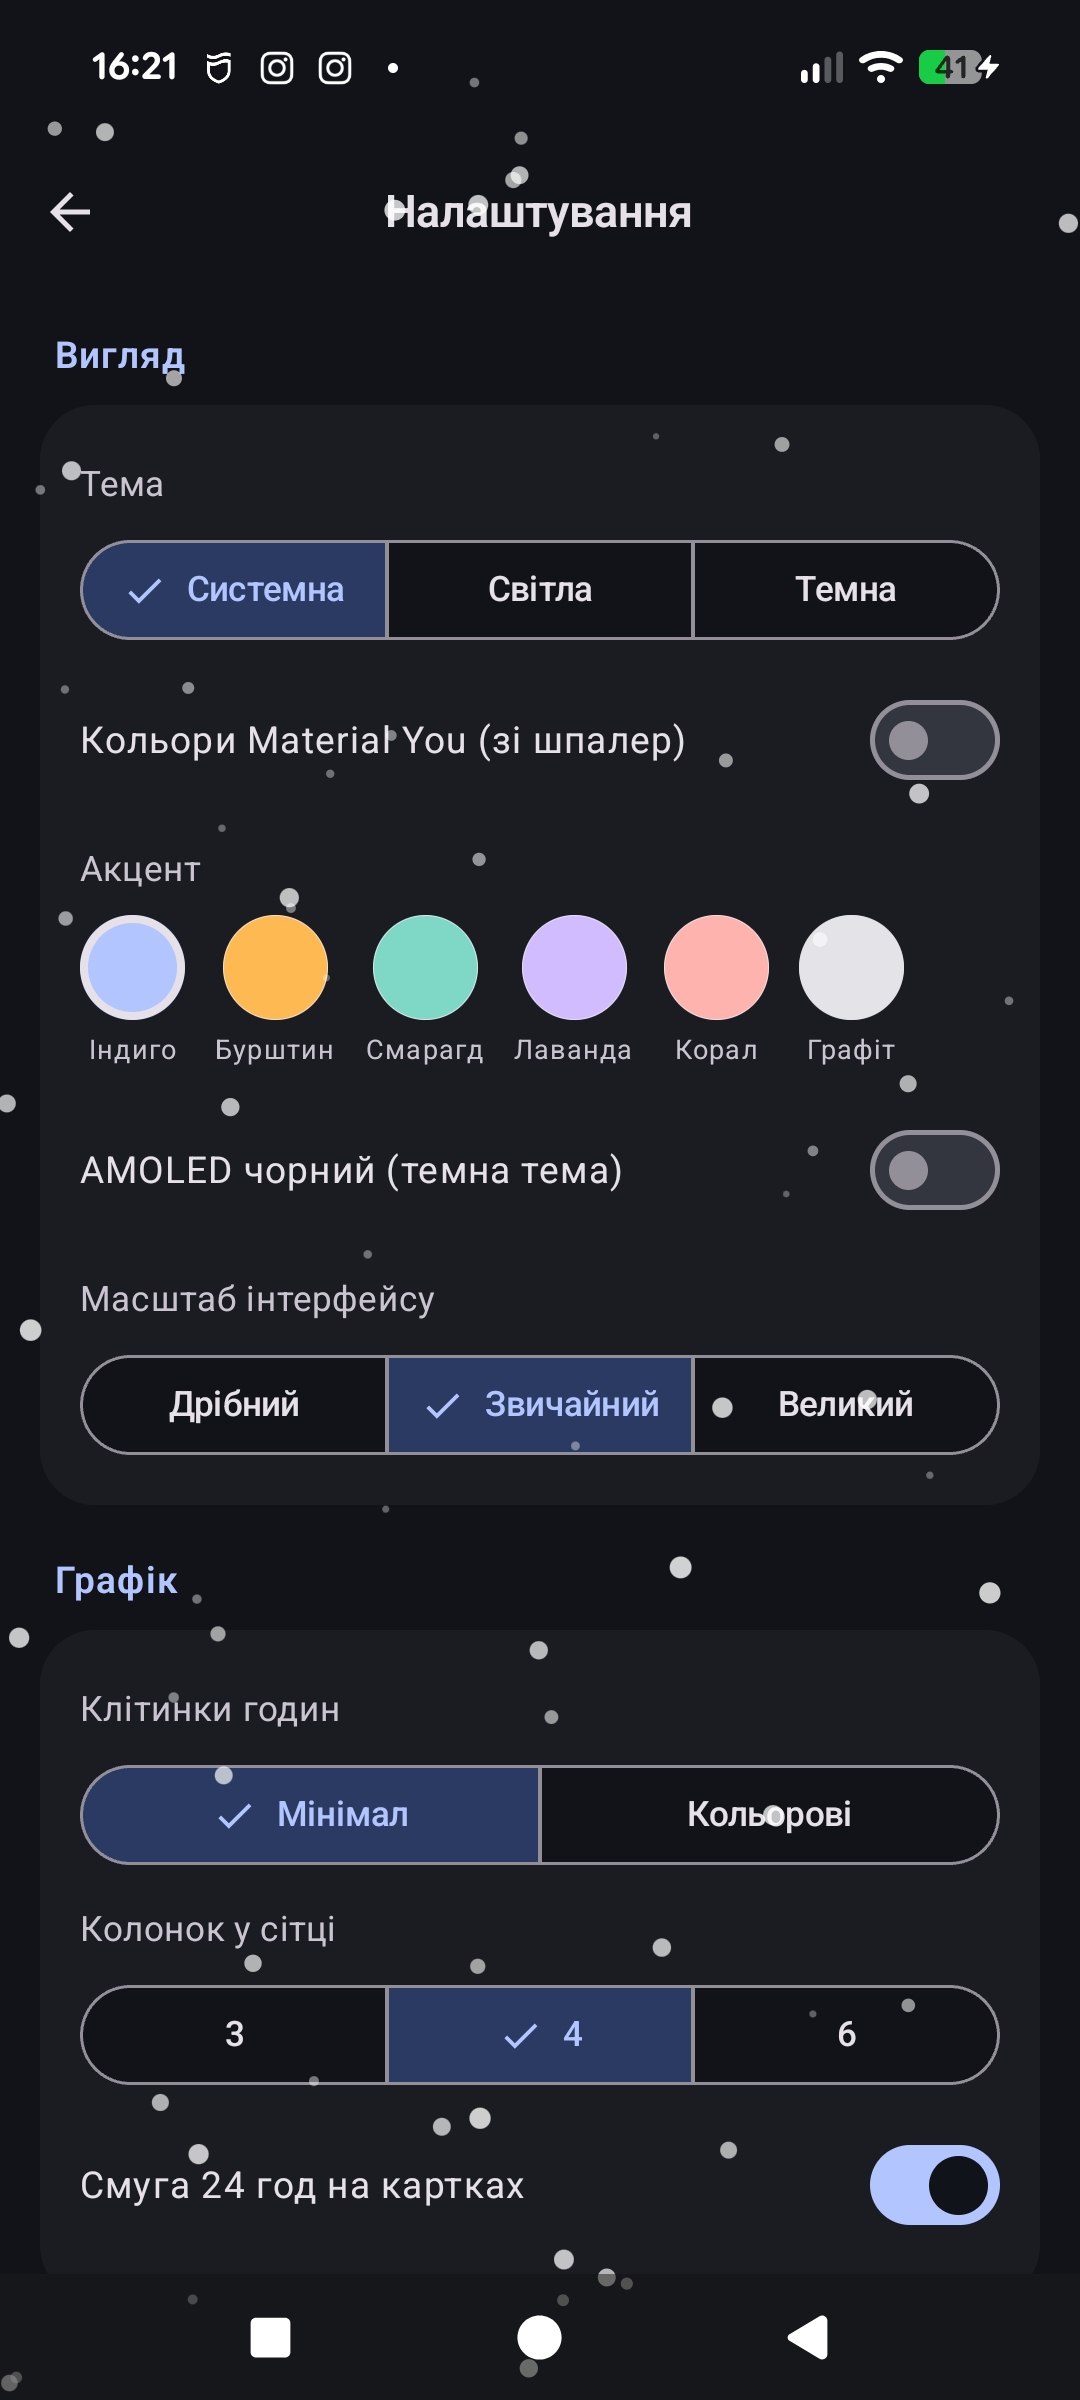 16:21
41
Налаштування
Вигляд
Тема
Системна
Світла
Темна
Кольори Material You (зі шпалер)
Акцент
Індиго
Бурштин
Смарагд
Лаванда
Корал
Графіт
AMOLED чорний (темна тема)
Масштаб інтерфейсу
Дрібний
Звичайний
Великий
Графік
Клітинки годин
Мінімал
Кольорові
Колонок у сітці
3
4
6
Смуга 24 год на картках